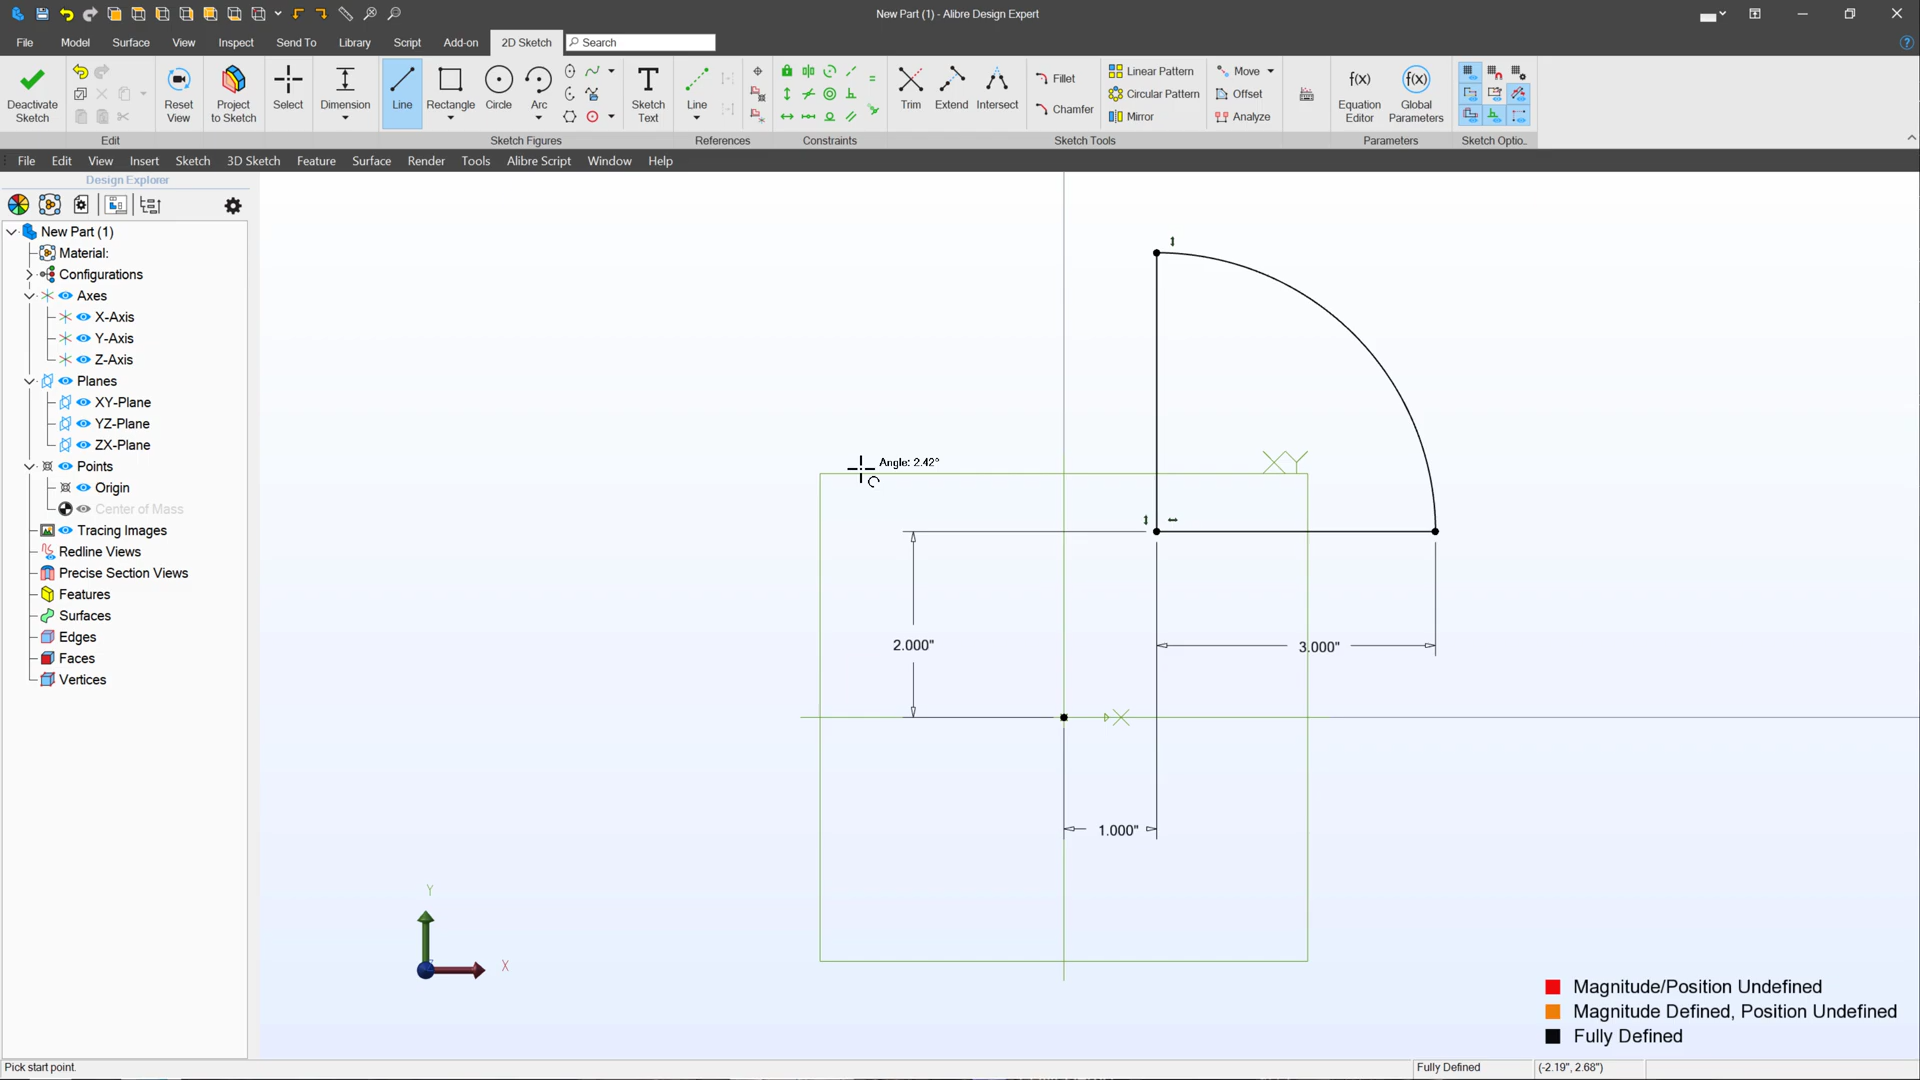 New Part (1) - Alibre Design Expert
File
Model
Surface
View
Inspect
Send To
Library
Script
Add-on
2D Sketch
Search
Deactivate
Sketch
Reset
View
Project
to Sketch
Select
Dimension
Line
Rectangle
Circle
Arc
Sketch
Text
Line
Trim
Extend
Intersect
Fillet
Chamfer
Linear Pattern
Circular Pattern
Mirror
Move
Offset
Analyze
f(x)
Equation
Editor
f(x)
Global
Parameters
Edit
Sketch Figures
References
Constraints
Sketch Tools
Parameters
Sketch Optio..
File
Edit
View
Insert
Sketch
3D Sketch
Feature
Surface
Render
Tools
Alibre Script
Window
Help
Design Explorer
New Part (1)
Material:
Configurations
Axes
X-Axis
Y-Axis
Z-Axis
Planes
XY-Plane
YZ-Plane
ZX-Plane
Points
Origin
Center of Mass
Tracing Images
Redline Views
Precise Section Views
Features
Surfaces
Edges
Faces
Vertices
Angle: 2.42°
XY
2.000"
3.000"
X
1.000"
Y
X
Magnitude/Position Undefined
Magnitude Defined, Position Undefined
Fully Defined
Pick start point.
Fully Defined
(-2.19", 2.68")